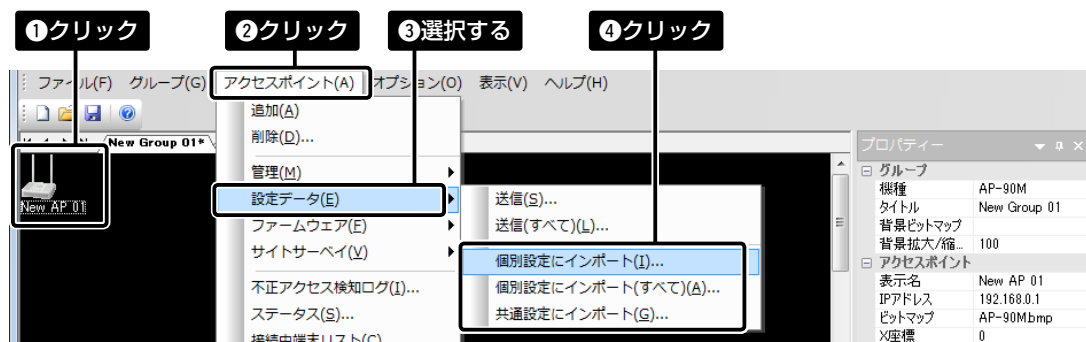 ❶クリック
❷クリック
❸選択する
❹クリック
ファイル(F) グループ(G) アクセスポイント(A) オプション(O) 表示(V) ヘルプ(H)
New Group 01*
New AP 01
追加(A)
削除(D)...
管理(M)
設定データ(E)
ファームウェア(F)
サイトサーベイ(V)
不正アクセス検知ログ(I)...
ステータス(S)...
接続中端末リスト(C)
送信(S)...
送信(すべて)(L)...
個別設定にインポート(I)...
個別設定にインポート(すべて)(A)...
共通設定にインポート(G)...
プロパティー
グループ
機種 AP-90M
タイトル New Group 01
背景ビットマップ
背景拡大/縮... 100
アクセスポイント
表示名 New AP 01
IPアドレス 192.168.0.1
ビットマップ AP-90M.bmp
X座標 0